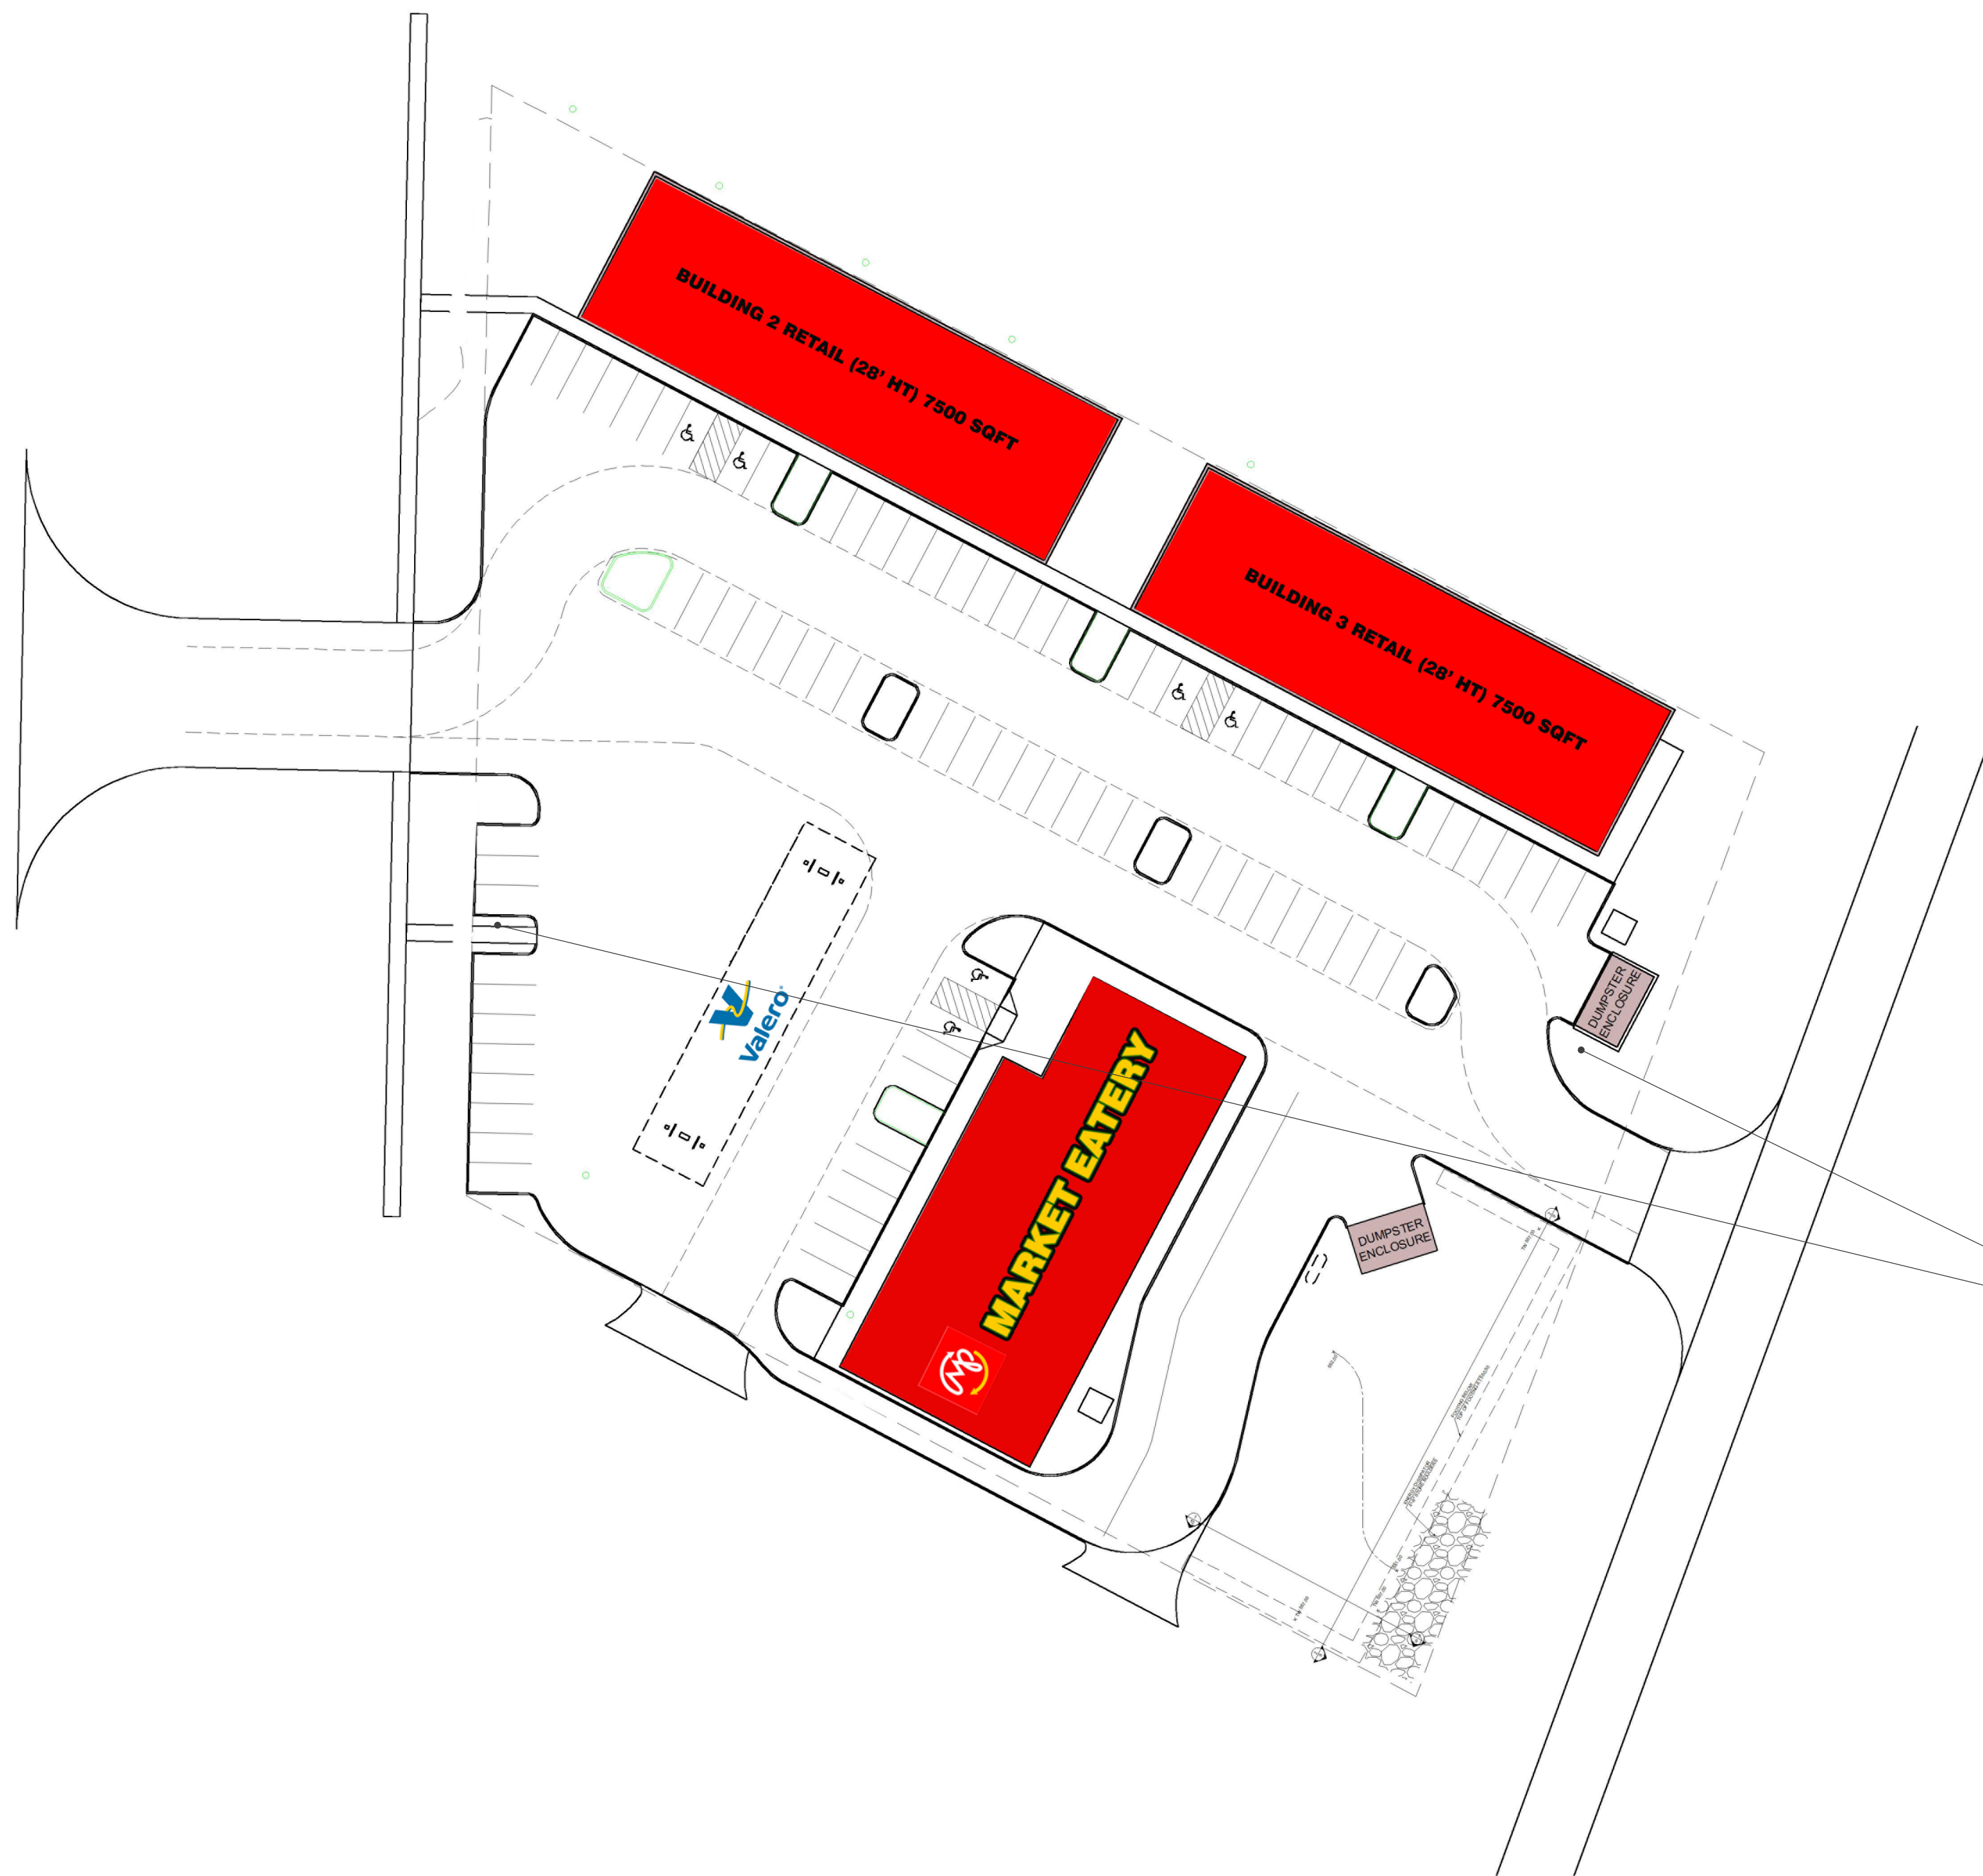 BUILDING 2 RETAIL (28' HT) 7500 SQFT
BUILDING 3 RETAIL (28' HT) 7500 SQFT
DUMPSTER
ENCLOSURE
Valero
MARKET EATERY
DUMPSTER
ENCLOSURE